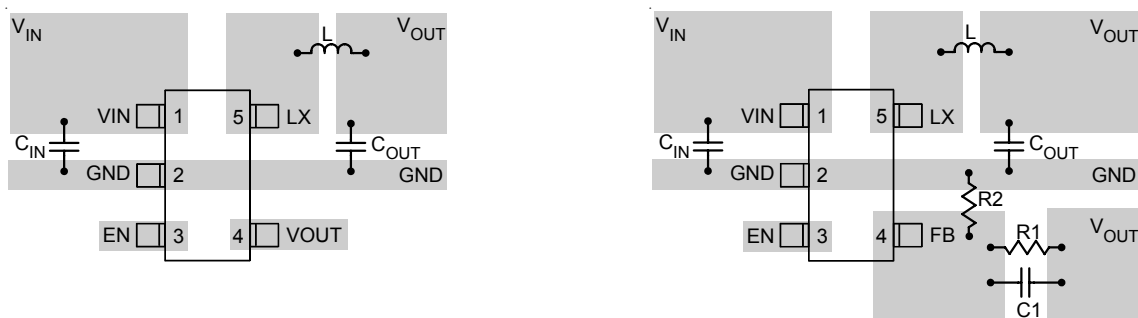 VIN
L
VOUT
VIN 1 5 LX
CIN
COUT
GND 2 GND
EN 3 4 VOUT
VIN
L
VOUT
VIN 1 5 LX
CIN
COUT
GND 2 GND
R2
EN 3 4 FB
R1
VOUT
C1